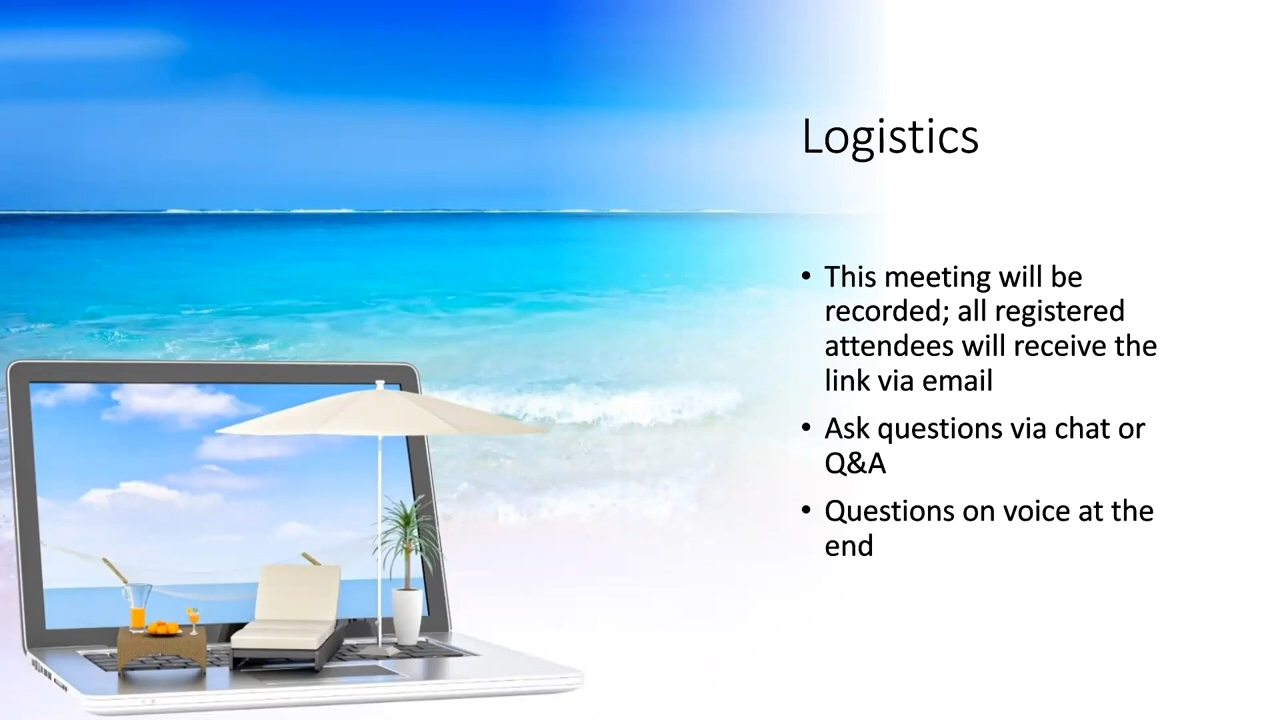 Logistics
• This meeting will be
recorded; all registered
attendees will receive the
link via email
• Ask questions via chat or
Q&A
• Questions on voice at the
end